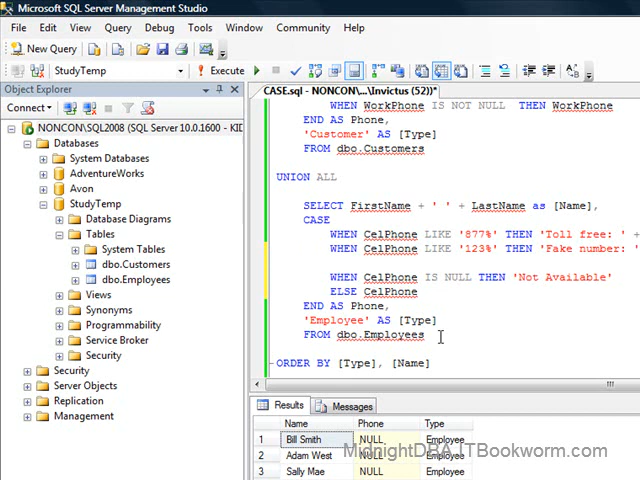 Microsoft SQL Server Management Studio
File Edit View Query Debug Tools Window Community Help
New Query
StudyTemp Execute
Object Explorer
CASE.sql - NONCON\...\Invictus (52))*
Connect
NONCON\SQL2008 (SQL Server 10.0.1600 - KID
Databases
System Databases
AdventureWorks
Avon
StudyTemp
Database Diagrams
Tables
System Tables
dbo.Customers
dbo.Employees
Views
Synonyms
Programmability
Service Broker
Security
Security
Server Objects
Replication
Management
WHEN WorkPhone IS NOT NULL THEN WorkPhone
END AS Phone,
'Customer' AS [Type]
FROM dbo.Customers
UNION ALL
SELECT FirstName + ' ' + LastName as [Name],
CASE
WHEN CelPhone LIKE '877%' THEN 'Toll free: ' +
WHEN CelPhone LIKE '123%' THEN 'Fake number: '
WHEN CelPhone IS NULL THEN 'Not Available'
ELSE CelPhone
END AS Phone,
'Employee' AS [Type]
FROM dbo.Employees
ORDER BY [Type], [Name]
Results Messages
Name Phone Type
1 Bill Smith NULL Employee
2 Adam West NULL Employee
3 Sally Mae NULL Employee
MidnightDBA.ITBookworm.com